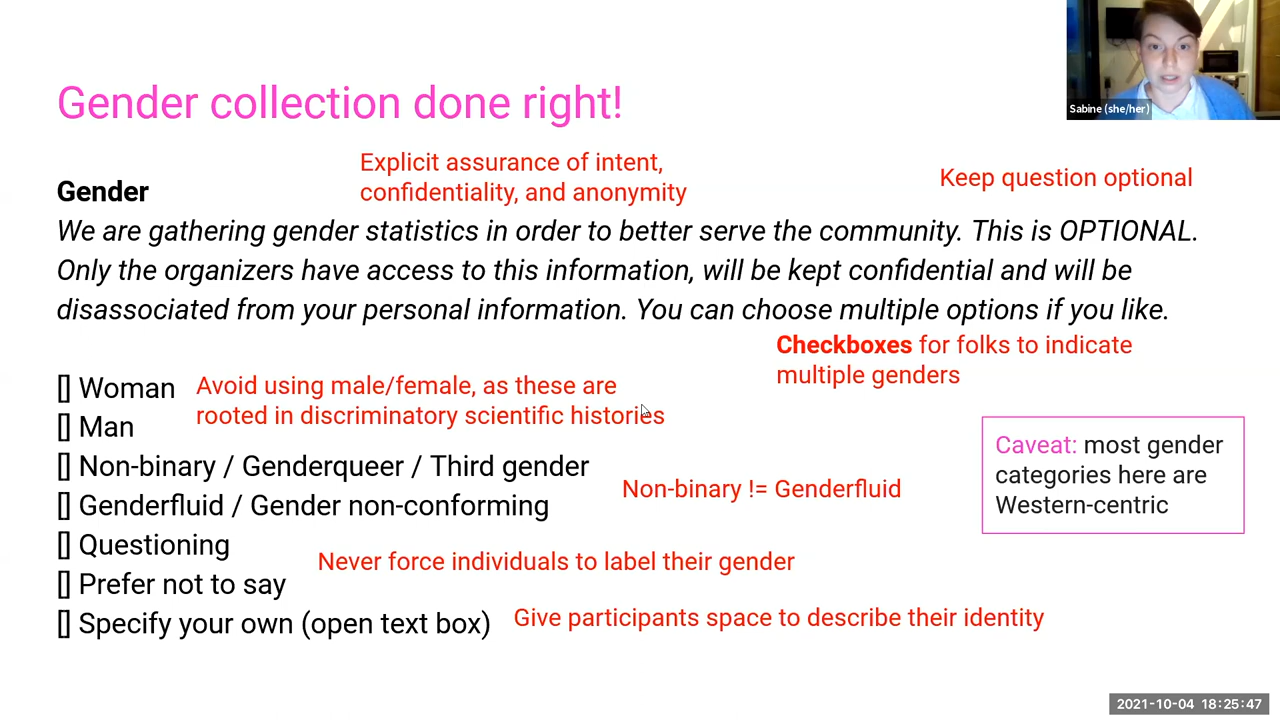 Sabine (she/her)
Gender collection done right!
Explicit assurance of intent,
confidentiality, and anonymity
Keep question optional
Gender
We are gathering gender statistics in order to better serve the community. This is OPTIONAL.
Only the organizers have access to this information, will be kept confidential and will be
disassociated from your personal information. You can choose multiple options if you like.
Checkboxes for folks to indicate
multiple genders
[] Woman
Avoid using male/female, as these are
rooted in discriminatory scientific histories
[] Man
[] Non-binary / Genderqueer / Third gender
Non-binary != Genderfluid
[] Genderfluid / Gender non-conforming
Caveat: most gender
categories here are
Western-centric
[] Questioning
Never force individuals to label their gender
[] Prefer not to say
[] Specify your own (open text box)
Give participants space to describe their identity
2021-10-04 18:25:47